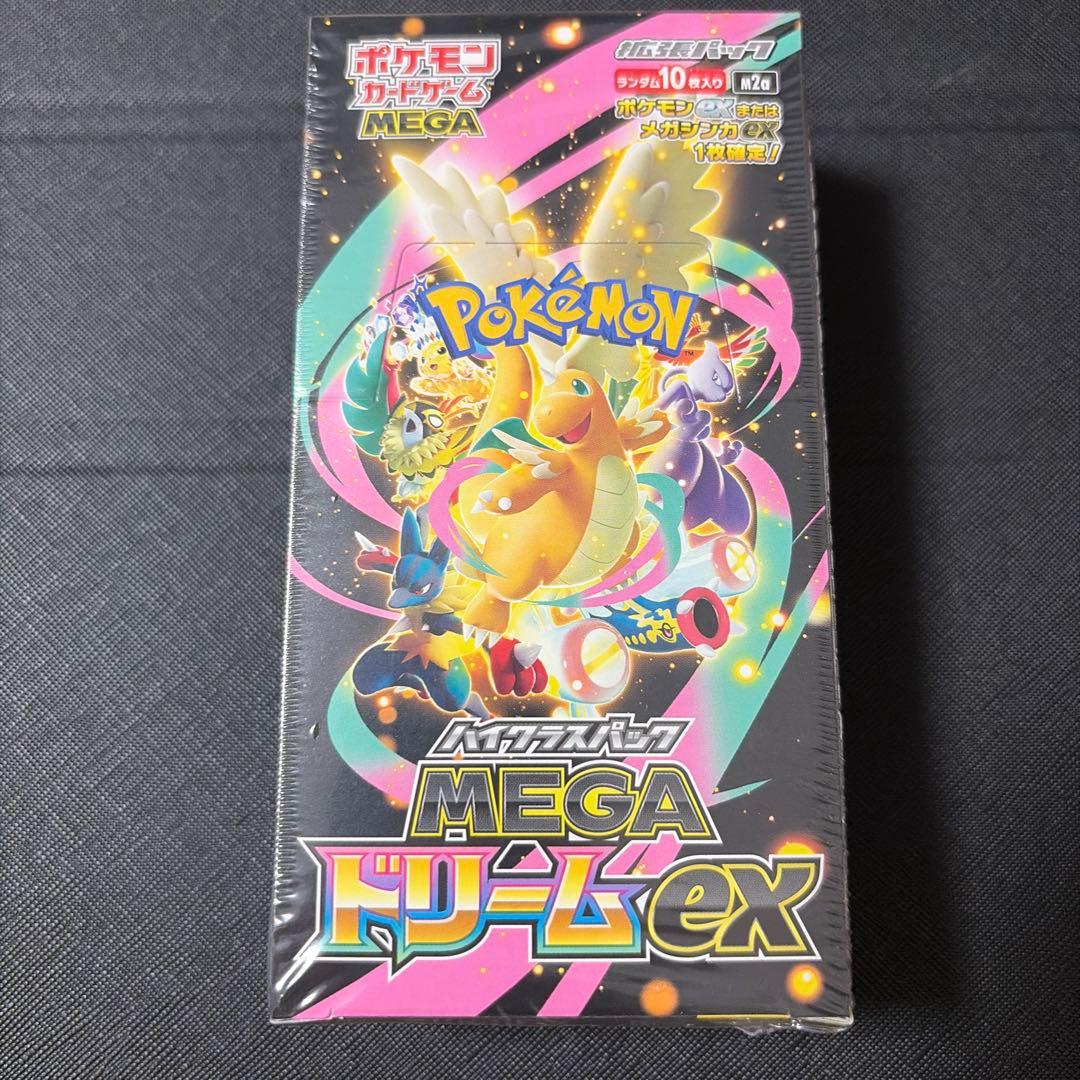 ポケモン
カードゲーム
MEGA
拡張パック
ランダム10枚入り M2a
ポケモンexまたは
メガシンカex
1枚確定!
POKéMON
TM
ハイクラスパック
MEGA
ドリームex